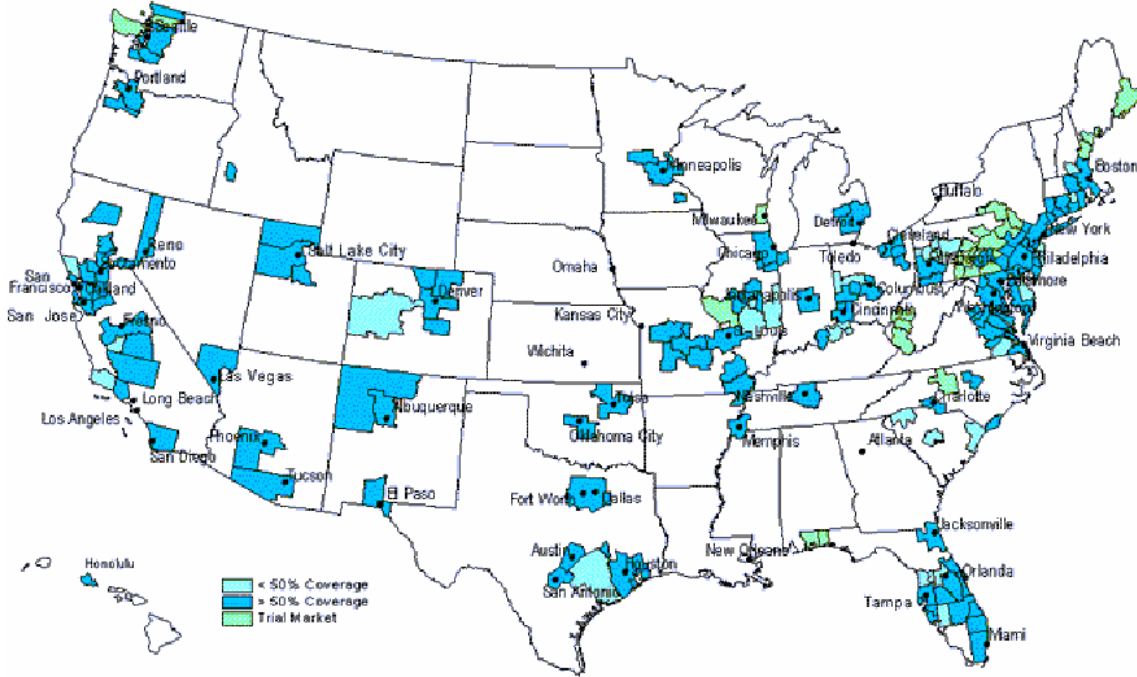 Seattle
Portland
Minneapolis
Boston
Buffalo
Milwaukee
Detroit
New York
Reno
Salt Lake City
Cleveland
Chicago
Toledo
Philadelphia
San
Francisco
Sacramento
Oakland
Omaha
Denver
Indianapolis
Columbus
Baltimore
San Jose
Fresno
Kansas City
St. Louis
Cincinnati
Virginia Beach
Wichita
Las Vegas
Long Beach
Los Angeles
Albuquerque
Tulsa
Nashville
Charlotte
Oklahoma City
Memphis
Atlanta
Phoenix
San Diego
Tucson
El Paso
Fort Worth
Dallas
Jacksonville
Austin
New Orleans
Houston
Honolulu
San Antonio
Orlanda
Tampa
Miami
< 50% Coverage
> 50% Coverage
Trial Market